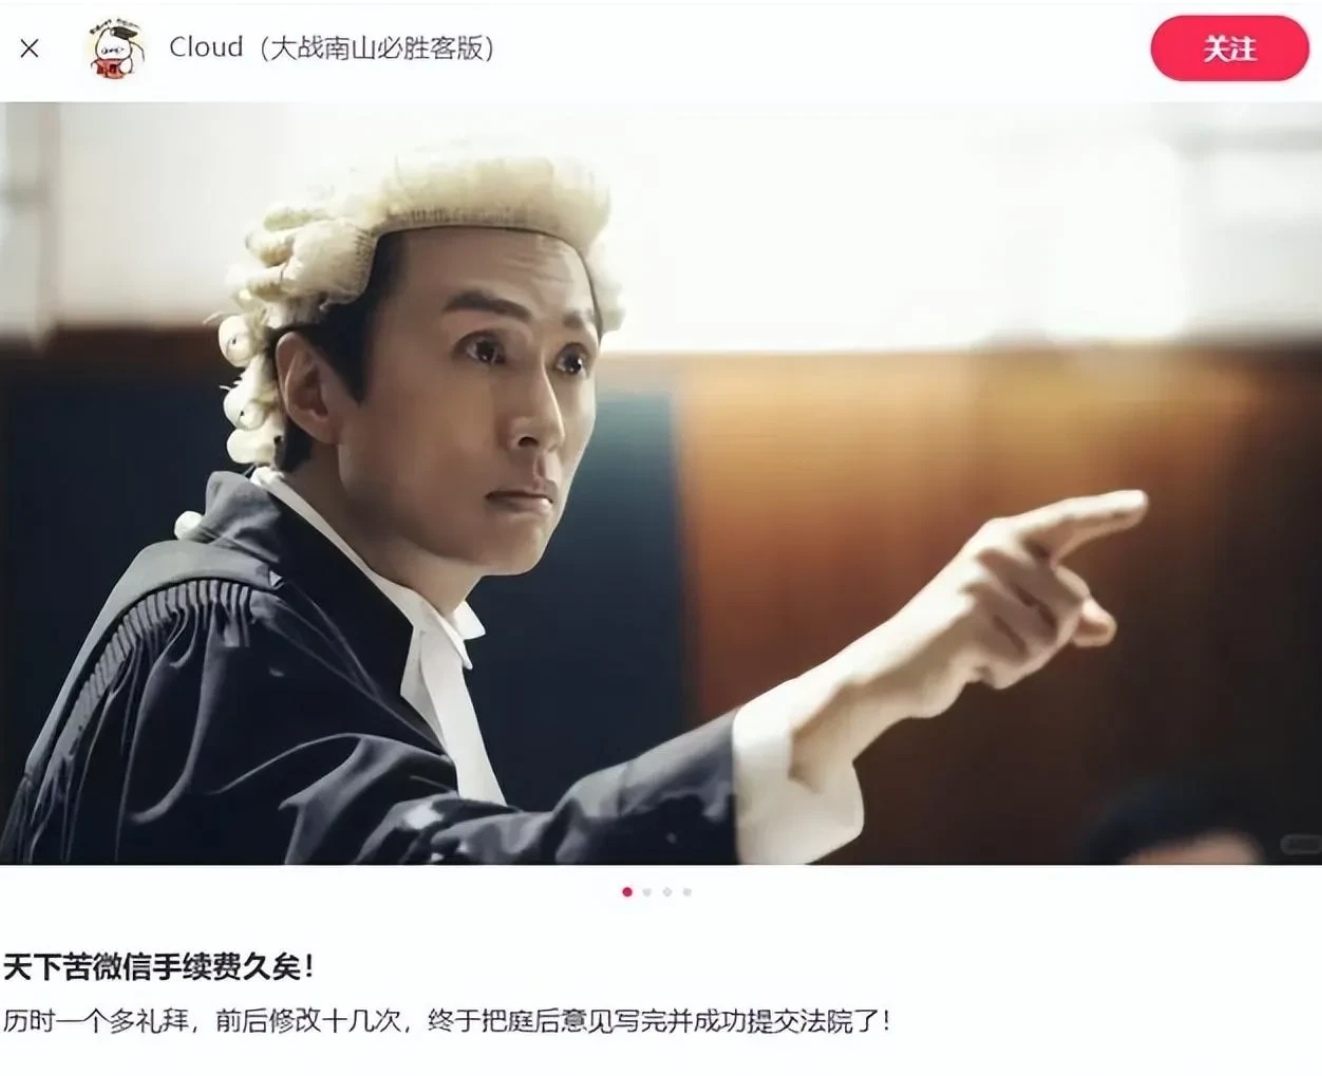 Cloud（大战南山必胜客版）
关注
天下苦微信手续费久矣！
历时一个多礼拜，前后修改十几次，终于把庭后意见写完并成功提交法院了！